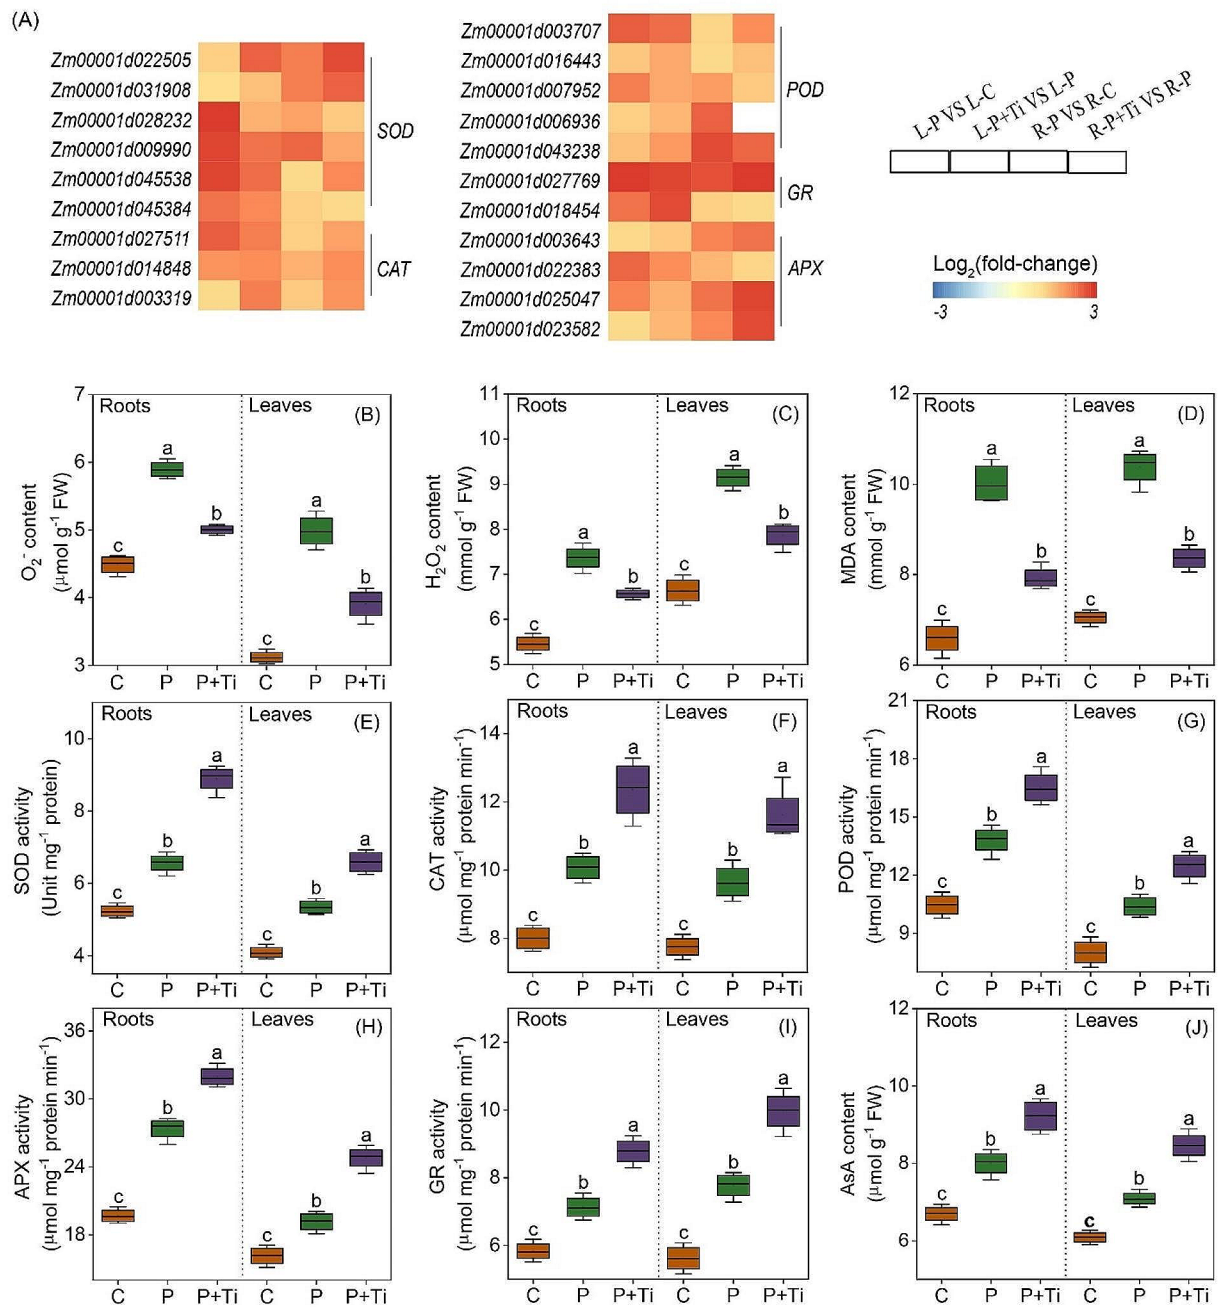 (A)
Zm00001d022505
Zm00001d031908
Zm00001d028232
Zm00001d009990
Zm00001d045538
Zm00001d045384
SOD
Zm00001d027511
Zm00001d014848
Zm00001d003319
CAT
Zm00001d003707
Zm00001d016443
Zm00001d007952
Zm00001d006936
Zm00001d043238
POD
Zm00001d027769
Zm00001d018454
GR
Zm00001d003643
Zm00001d022383
Zm00001d025047
Zm00001d023582
APX
L-P VS L-C
L-P+Ti VS L-P
R-P VS R-C
R-P+Ti VS R-P
Log₂(fold-change)
-3 3
Roots Leaves (B)
O₂⁻ content
(μmol g⁻¹ FW)
7
6
5
4
3
c a b c a b
C P P+Ti C P P+Ti
Roots Leaves (C)
H₂O₂ content
(mmol g⁻¹ FW)
11
10
9
8
7
6
5
c a b c a b
C P P+Ti C P P+Ti
Roots Leaves (D)
MDA content
(mmol g⁻¹ FW)
12
10
8
6
c a b c a b
C P P+Ti C P P+Ti
Roots Leaves (E)
SOD activity
(Unit mg⁻¹ protein)
10
8
6
4
c b a c b a
C P P+Ti C P P+Ti
Roots Leaves (F)
CAT activity
(μmol mg⁻¹ protein min⁻¹)
14
12
10
8
c b a c b a
C P P+Ti C P P+Ti
Roots Leaves (G)
POD activity
(μmol mg⁻¹ protein min⁻¹)
21
18
15
12
9
c b a c b a
C P P+Ti C P P+Ti
Roots Leaves (H)
APX activity
(μmol mg⁻¹ protein min⁻¹)
36
30
24
18
c b a c b a
C P P+Ti C P P+Ti
Roots Leaves (I)
GR activity
(μmol mg⁻¹ protein min⁻¹)
12
10
8
6
c b a c b a
C P P+Ti C P P+Ti
Roots Leaves (J)
AsA content
(μmol g⁻¹ FW)
12
10
8
6
c b a c b a
C P P+Ti C P P+Ti